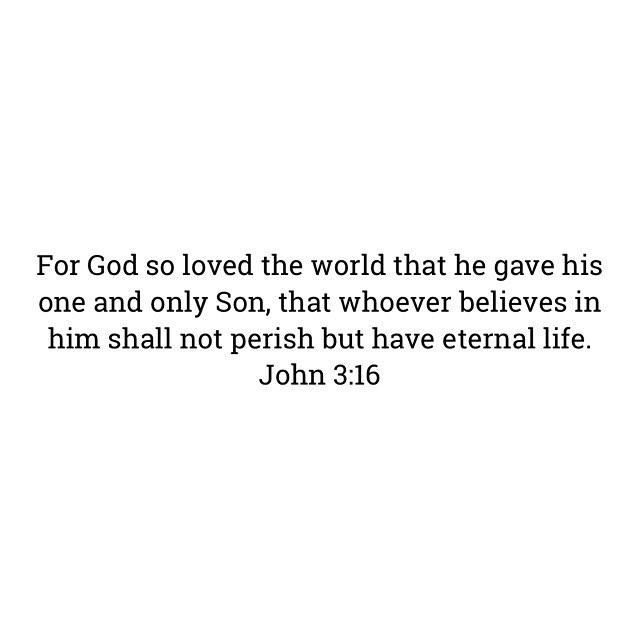 For God so loved the world that he gave his
one and only Son, that whoever believes in
him shall not perish but have eternal life.
John 3:16